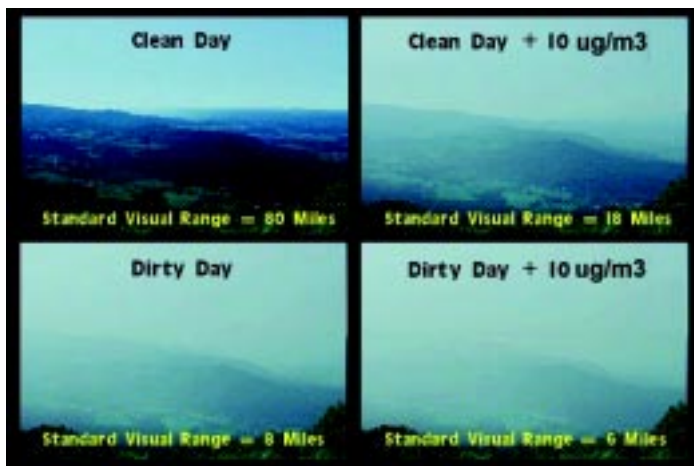 Clean Day
Clean Day + 10 ug/m3
Standard Visual Range = 80 Miles
Standard Visual Range = 18 Miles
Dirty Day
Dirty Day + 10 ug/m3
Standard Visual Range = 8 Miles
Standard Visual Range = 6 Miles